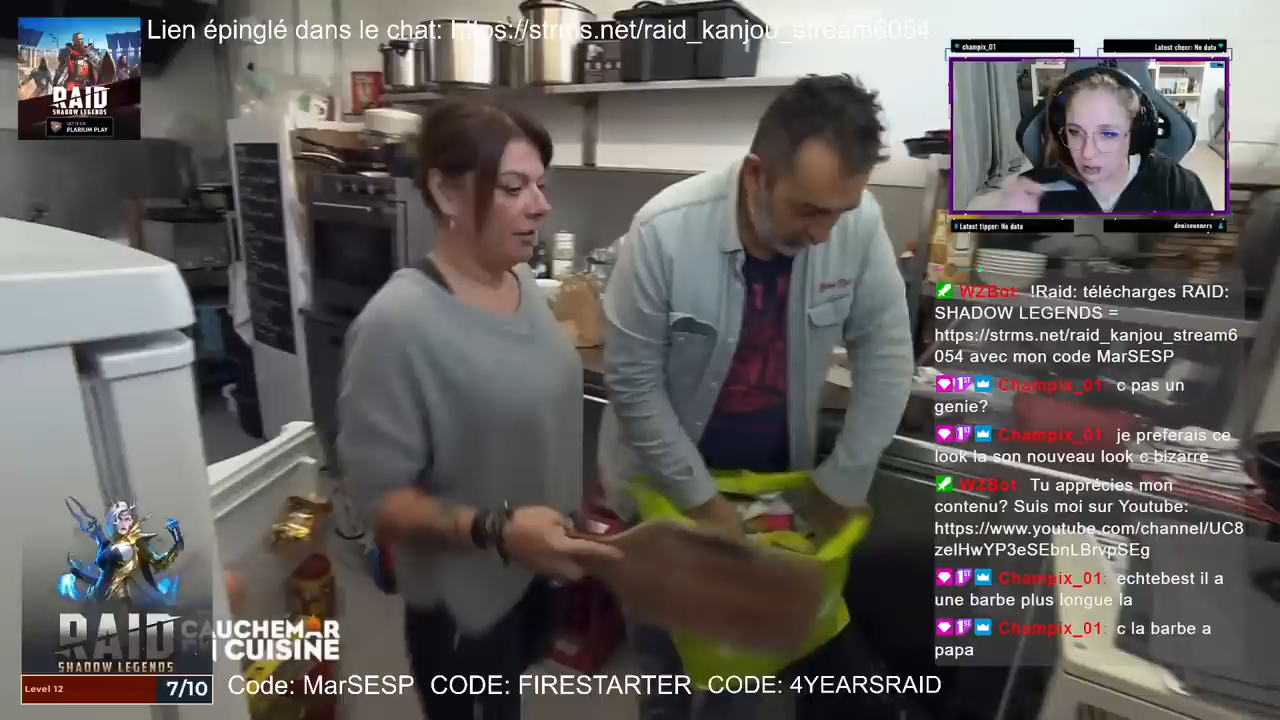 Lien épinglé dans le chat: https://strms.net/raid_kanjou_stream6054
RAID
SHADOW LEGENDS
PLARIUM PLAY
champix_01
Latest cheer: No data
Latest tipper: No data
WZBot: !Raid: télécharges RAID:
SHADOW LEGENDS =
https://strms.net/raid_kanjou_stream6
054 avec mon code MarSESP
Champix_01: c pas un
genie?
Champix_01: je preferais ce
look la son nouveau look c bizarre
WZBot: Tu apprécies mon
contenu? Suis moi sur Youtube:
https://www.youtube.com/channel/UC8
zelHwYP3eSEbnLBrvpSEg
Champix_01: echtebest il a
une barbe plus longue la
Champix_01: c la barbe a
papa
RAID
SHADOW LEGENDS
CAUCHEMAR
CUISINE
Level 12
7/10
Code: MarSESP CODE: FIRESTARTER CODE: 4YEARSRAID